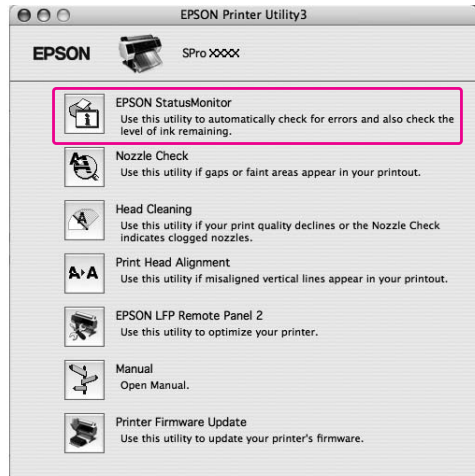 EPSON Printer Utility3
EPSON
SPro XXXX
EPSON StatusMonitor
Use this utility to automatically check for errors and also check the
level of ink remaining.
Nozzle Check
Use this utility if gaps or faint areas appear in your printout.
Head Cleaning
Use this utility if your print quality declines or the Nozzle Check
indicates clogged nozzles.
Print Head Alignment
Use this utility if misaligned vertical lines appear in your printout.
EPSON LFP Remote Panel 2
Use this utility to optimize your printer.
Manual
Open Manual.
Printer Firmware Update
Use this utility to update your printer's firmware.